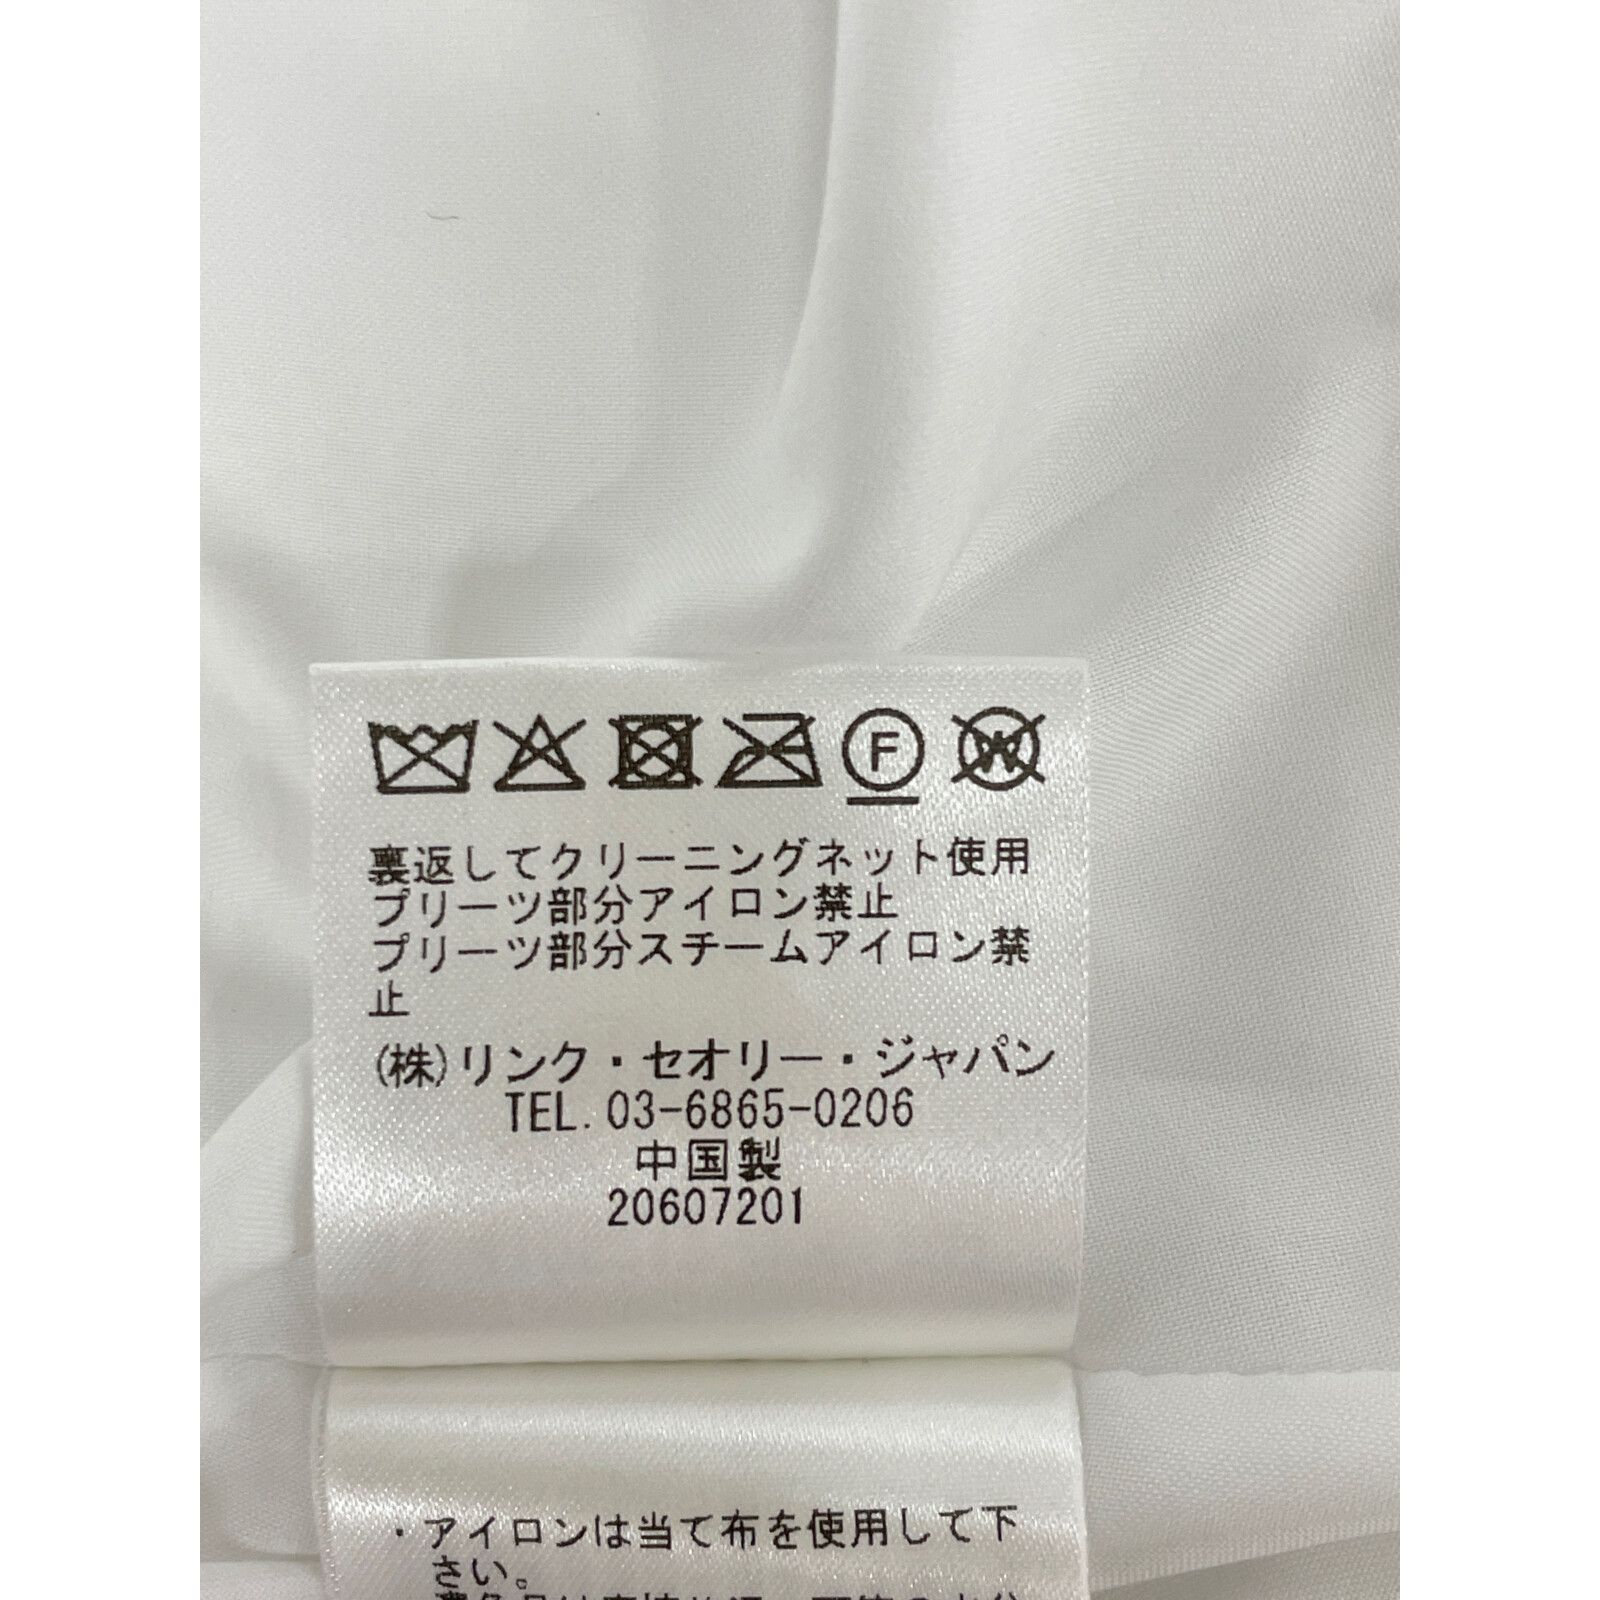 F W
裏返してクリーニングネット使用
プリーツ部分アイロン禁止
プリーツ部分スチームアイロン禁
止
(株)リンク・セオリー・ジャパン
TEL. 03-6865-0206
中国製
20607201
・アイロンは当て布を使用して下
さい。